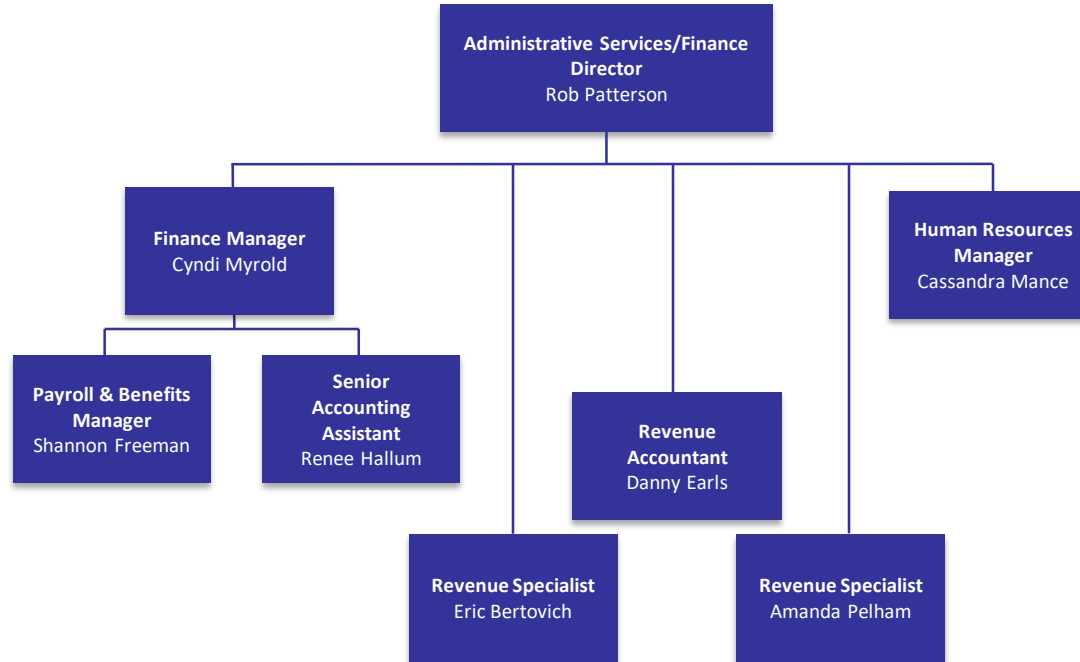 Administrative Services/Finance
Director
Rob Patterson
Finance Manager
Cyndi Myrold
Human Resources
Manager
Cassandra Mance
Payroll & Benefits
Manager
Shannon Freeman
Senior
Accounting
Assistant
Renee Hallum
Revenue
Accountant
Danny Earls
Revenue Specialist
Eric Bertovich
Revenue Specialist
Amanda Pelham